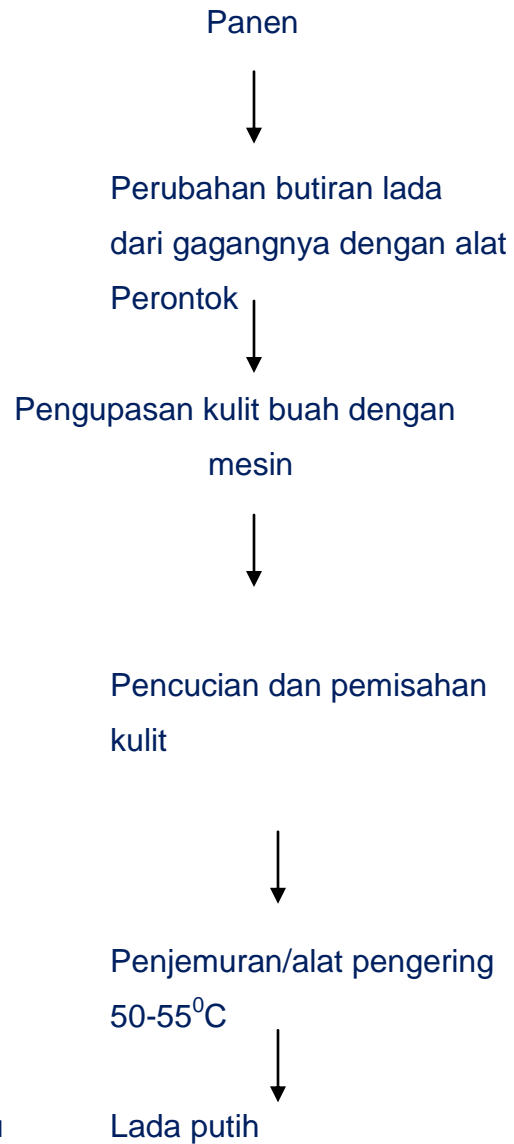 Panen
Perubahan butiran lada
dari gagangnya dengan alat
Perontok
Pengupasan kulit buah dengan
mesin
Pencucian dan pemisahan
kulit
Penjemuran/alat pengering
50-55⁰C
Lada putih